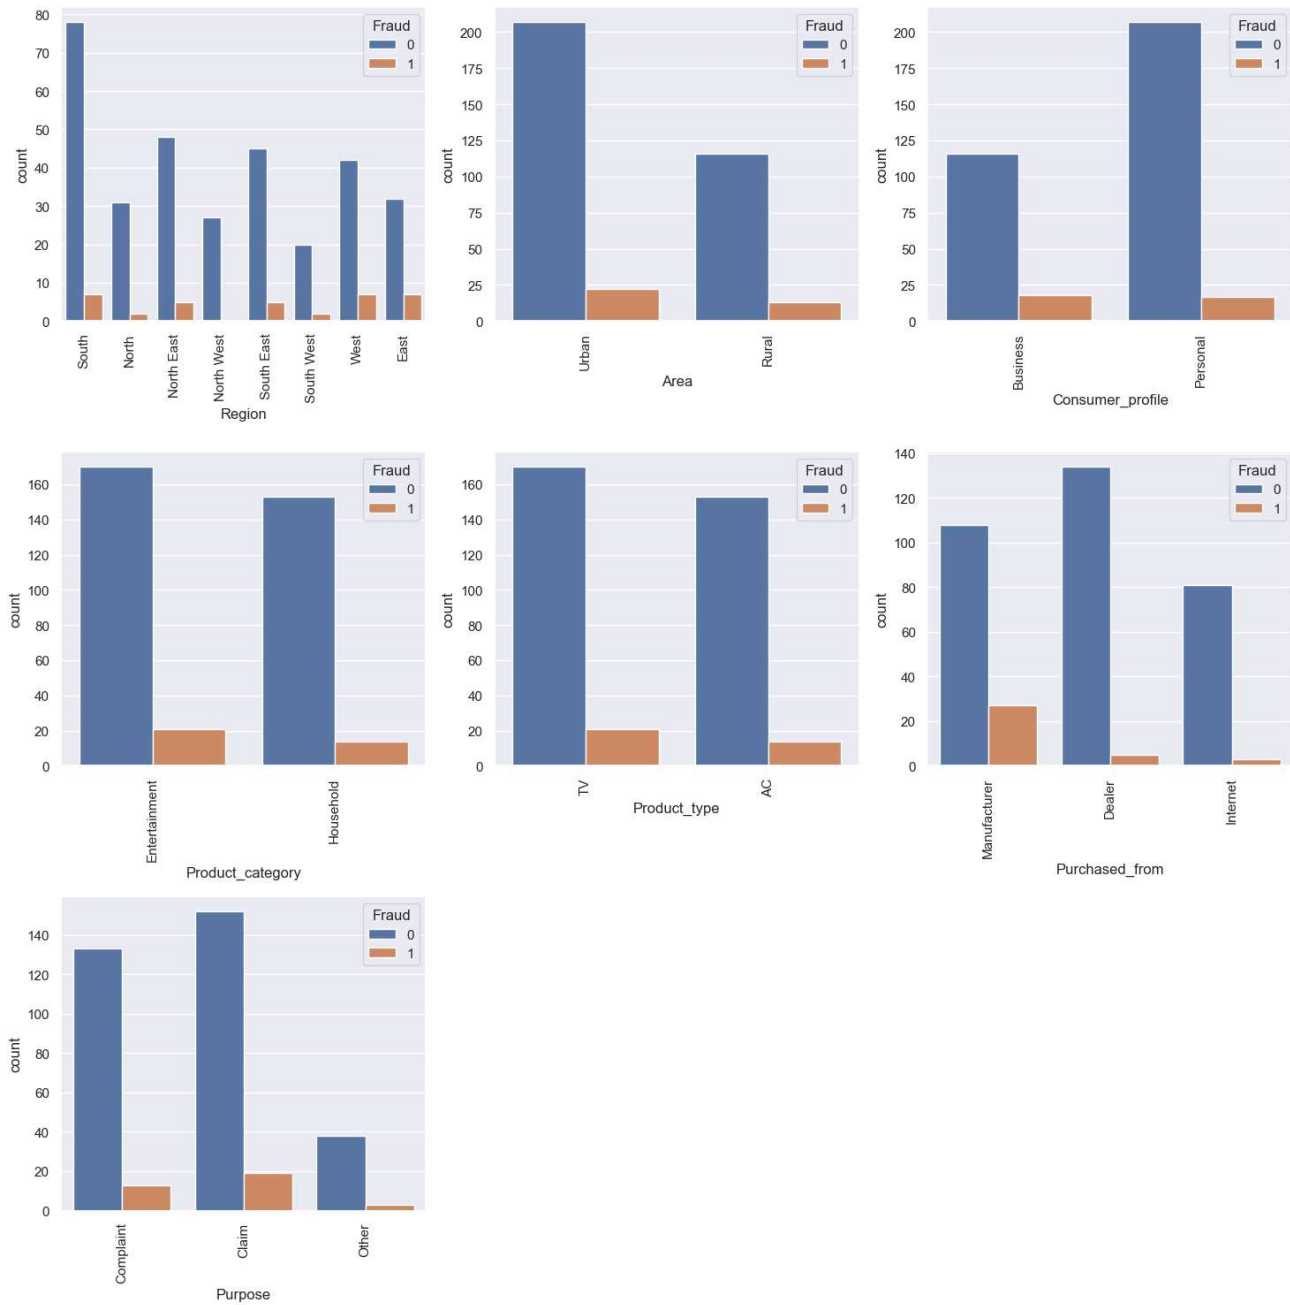 80
70
60
50
40
30
20
10
0
count
Fraud
0
1
South
North
North East
North West
South East
South West
West
East
Region
200
175
150
125
100
75
50
25
0
count
Fraud
0
1
Urban
Rural
Area
200
175
150
125
100
75
50
25
0
count
Fraud
0
1
Business
Personal
Consumer_profile
160
140
120
100
80
60
40
20
0
count
Fraud
0
1
Entertainment
Household
Product_category
160
140
120
100
80
60
40
20
0
count
Fraud
0
1
TV
AC
Product_type
140
120
100
80
60
40
20
0
count
Fraud
0
1
Manufacturer
Dealer
Internet
Purchased_from
140
120
100
80
60
40
20
0
count
Fraud
0
1
Complaint
Claim
Other
Purpose